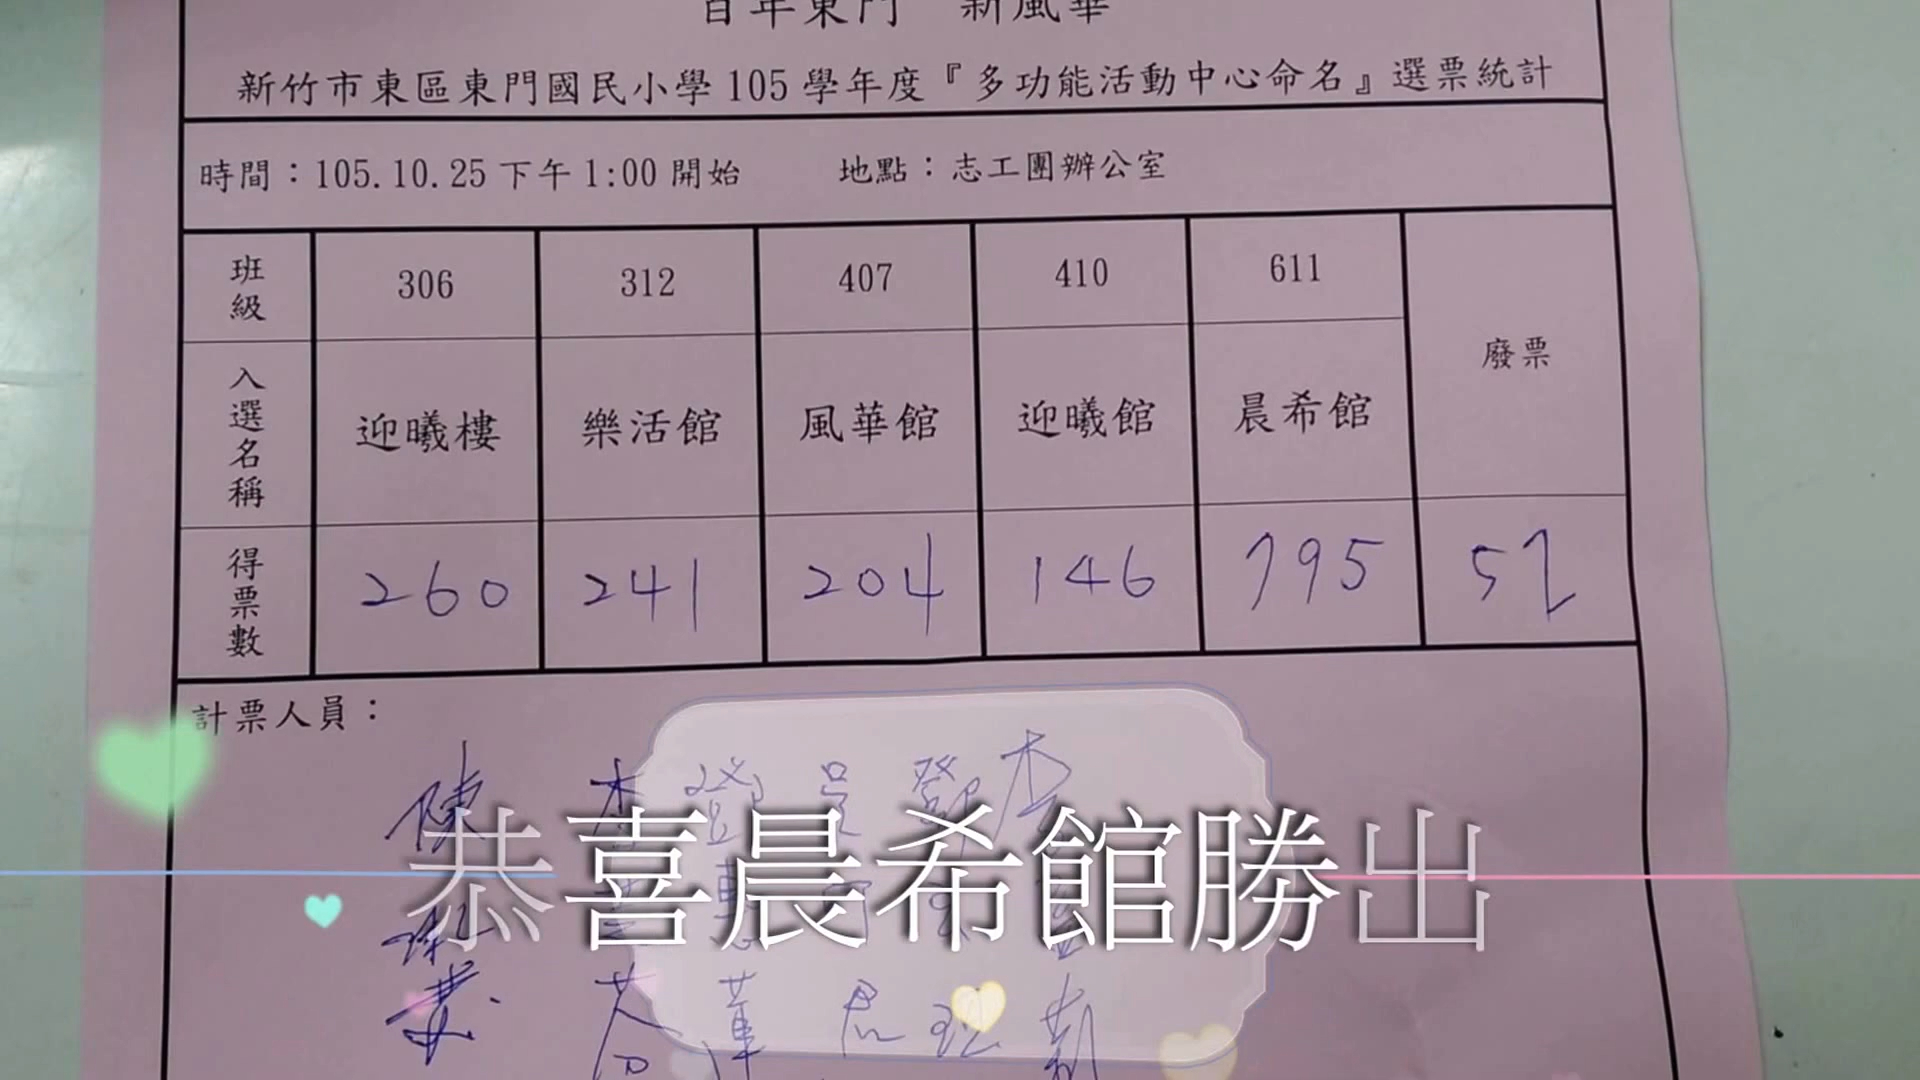 百年東門 新風華
新竹市東區東門國民小學105學年度『多功能活動中心命名』選票統計
時間：105.10.25下午1:00開始 地點：志工團辦公室
班級 306 312 407 410 611 廢票
入選名稱 迎曦樓 樂活館 風華館 迎曦館 晨希館
得票數 260 241 204 146 795 52
計票人員：
恭喜晨希館勝出